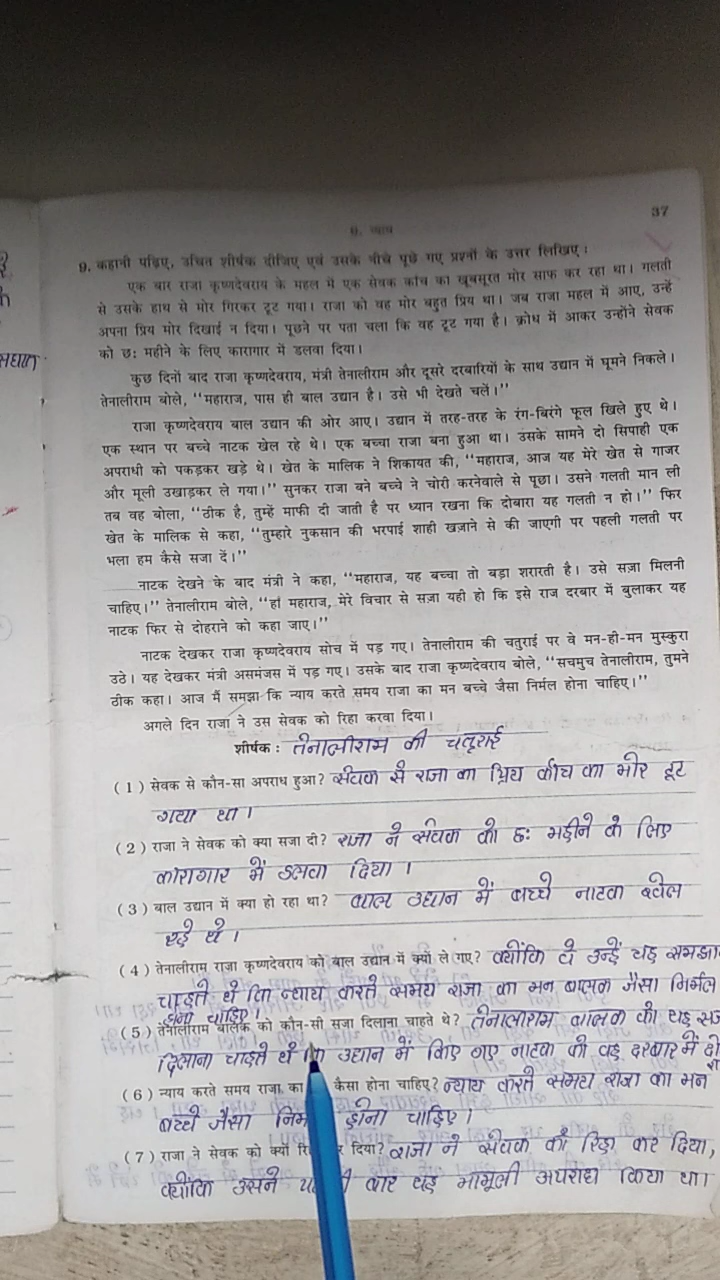 37
9. न्याय
9. कहानी पढ़िए, उचित शीर्षक दीजिए एवं उसके नीचे पूछे गए प्रश्नों के उत्तर लिखिए :
एक बार राजा कृष्णदेवराय के महल में एक सेवक काँच का खूबसूरत मोर साफ कर रहा था। गलती
से उसके हाथ से मोर गिरकर टूट गया। राजा को वह मोर बहुत प्रिय था। जब राजा महल में आए, उन्हें
अपना प्रिय मोर दिखाई न दिया। पूछने पर पता चला कि वह टूट गया है। क्रोध में आकर उन्होंने सेवक
को छः महीने के लिए कारागार में डलवा दिया।
कुछ दिनों बाद राजा कृष्णदेवराय, मंत्री तेनालीराम और दूसरे दरबारियों के साथ उद्यान में घूमने निकले।
तेनालीराम बोले, ‘‘महाराज, पास ही बाल उद्यान है। उसे भी देखते चलें।’’
राजा कृष्णदेवराय बाल उद्यान की ओर आए। उद्यान में तरह-तरह के रंग-बिरंगे फूल खिले हुए थे।
एक स्थान पर बच्चे नाटक खेल रहे थे। एक बच्चा राजा बना हुआ था। उसके सामने दो सिपाही एक
अपराधी को पकड़कर खड़े थे। खेत के मालिक ने शिकायत की, ‘‘महाराज, आज यह मेरे खेत से गाजर
और मूली उखाड़कर ले गया।’’ सुनकर राजा बने बच्चे ने चोरी करनेवाले से पूछा। उसने गलती मान ली
तब वह बोला, ‘‘ठीक है, तुम्हें माफी दी जाती है पर ध्यान रखना कि दोबारा यह गलती न हो।’’ फिर
खेत के मालिक से कहा, ‘‘तुम्हारे नुकसान की भरपाई शाही खज़ाने से की जाएगी पर पहली गलती पर
भला हम कैसे सजा दें।’’
नाटक देखने के बाद मंत्री ने कहा, ‘‘महाराज, यह बच्चा तो बड़ा शरारती है। उसे सज़ा मिलनी
चाहिए।’’ तेनालीराम बोले, ‘‘हाँ महाराज, मेरे विचार से सज़ा यही हो कि इसे राज दरबार में बुलाकर यह
नाटक फिर से दोहराने को कहा जाए।’’
नाटक देखकर राजा कृष्णदेवराय सोच में पड़ गए। तेनालीराम की चतुराई पर वे मन-ही-मन मुस्कुरा
उठे। यह देखकर मंत्री असमंजस में पड़ गए। उसके बाद राजा कृष्णदेवराय बोले, ‘‘सचमुच तेनालीराम, तुमने
ठीक कहा। आज मैं समझा कि न्याय करते समय राजा का मन बच्चे जैसा निर्मल होना चाहिए।’’
अगले दिन राजा ने उस सेवक को रिहा करवा दिया।
शीर्षक : तेनालीराम की चतुराई
(1) सेवक से कौन-सा अपराध हुआ? सेवक से राजा का प्रिय काँच का मोर टूट
गया था।
(2) राजा ने सेवक को क्या सजा दी? राजा ने सेवक को छः महीने के लिए
कारागार में डलवा दिया।
(3) बाल उद्यान में क्या हो रहा था? बाल उद्यान में बच्चे नाटक खेल
रहे थे।
(4) तेनालीराम राजा कृष्णदेवराय को बाल उद्यान में क्यों ले गए? क्योंकि वे उन्हें यह समझा
चाहते थे कि न्याय करते समय राजा का मन बालक जैसा निर्मल
होना चाहिए।
(5) तेनालीराम बालक को कौन-सी सजा दिलाना चाहते थे? तेनालीराम बालक को यह सज
दिलाना चाहते थे कि उद्यान में किए गए नाटक को वह दरबार में दो
(6) न्याय करते समय राजा का कैसा होना चाहिए? न्याय करते समय राजा का मन
बच्चे जैसा होना चाहिए।
(7) राजा ने सेवक को क्यों दिया? राजा ने सेवक को रिहा कर दिया,
क्योंकि उसने बार यह मामूली अपराध किया था।